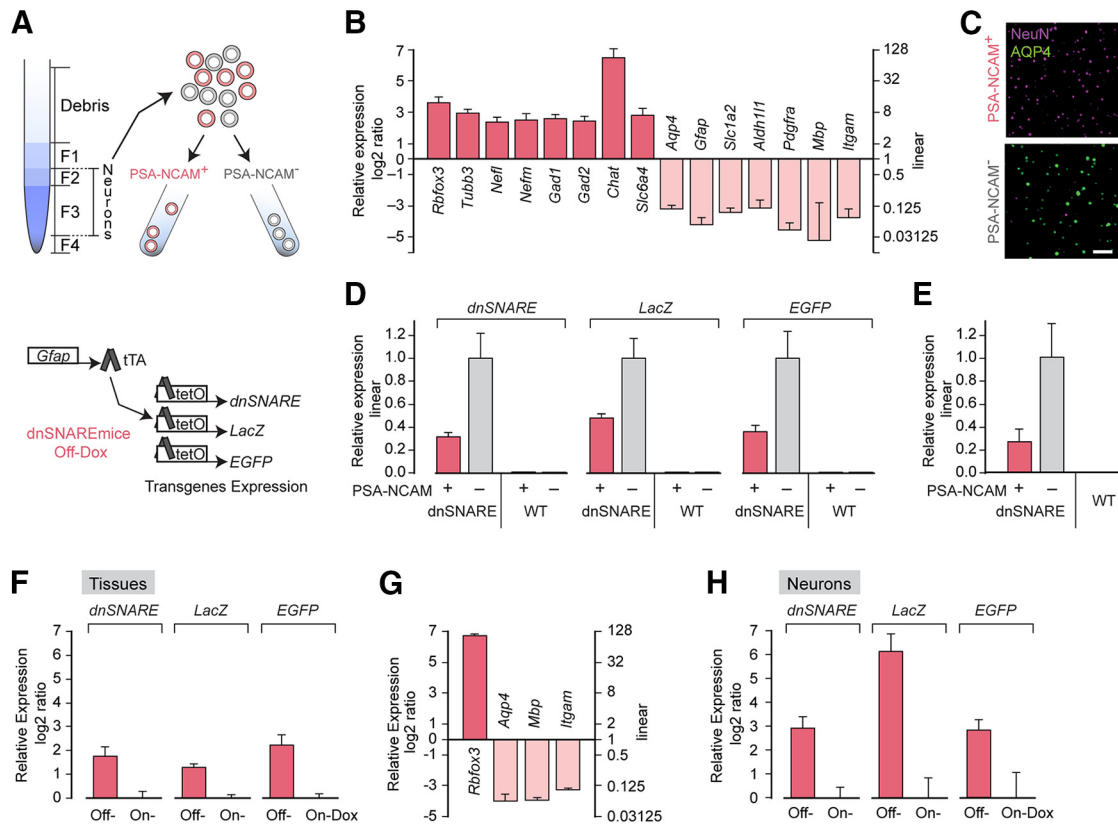 A
Debris
F1
F2
F3
F4
Neurons
PSA-NCAM+
PSA-NCAM−
Gfap
tTA
tetO
dnSNARE
tetO
LacZ
tetO
EGFP
dnSNAREmice
Off-Dox
Transgenes Expression
B
Relative expression
log2 ratio
7
5
3
1
0
−1
−3
−5
Rbfox3
Tubb3
Nefl
Nefm
Gad1
Gad2
Chat
Slc6a4
Aqp4
Gfap
Slc1a2
Aldh1l1
Pdgfra
Mbp
Itgam
128
32
8
2
1
0.5
0.125
0.03125
linear
C
PSA-NCAM+
NeuN
AQP4
PSA-NCAM−
D
dnSNARE LacZ EGFP
Relative expression
linear
1.2
1.0
0.8
0.6
0.4
0.2
0.0
PSA-NCAM + − + − + − + − + − + −
dnSNARE WT dnSNARE WT dnSNARE WT
E
Relative expression
linear
1.2
1.0
0.8
0.6
0.4
0.2
0.0
PSA-NCAM + −
dnSNARE WT
F
Tissues
dnSNARE LacZ EGFP
Relative Expression
log2 ratio
7
6
5
4
3
2
1
0
Off- On- Off- On- Off- On-Dox
G
Relative Expression
log2 ratio
7
5
3
1
0
-1
-3
-5
Rbfox3
Aqp4
Mbp
Itgam
128
32
8
2
1
0.5
0.125
0.03125
linear
H
Neurons
dnSNARE LacZ EGFP
Relative Expression
log2 ratio
7
6
5
4
3
2
1
0
Off- On- Off- On- Off- On-Dox